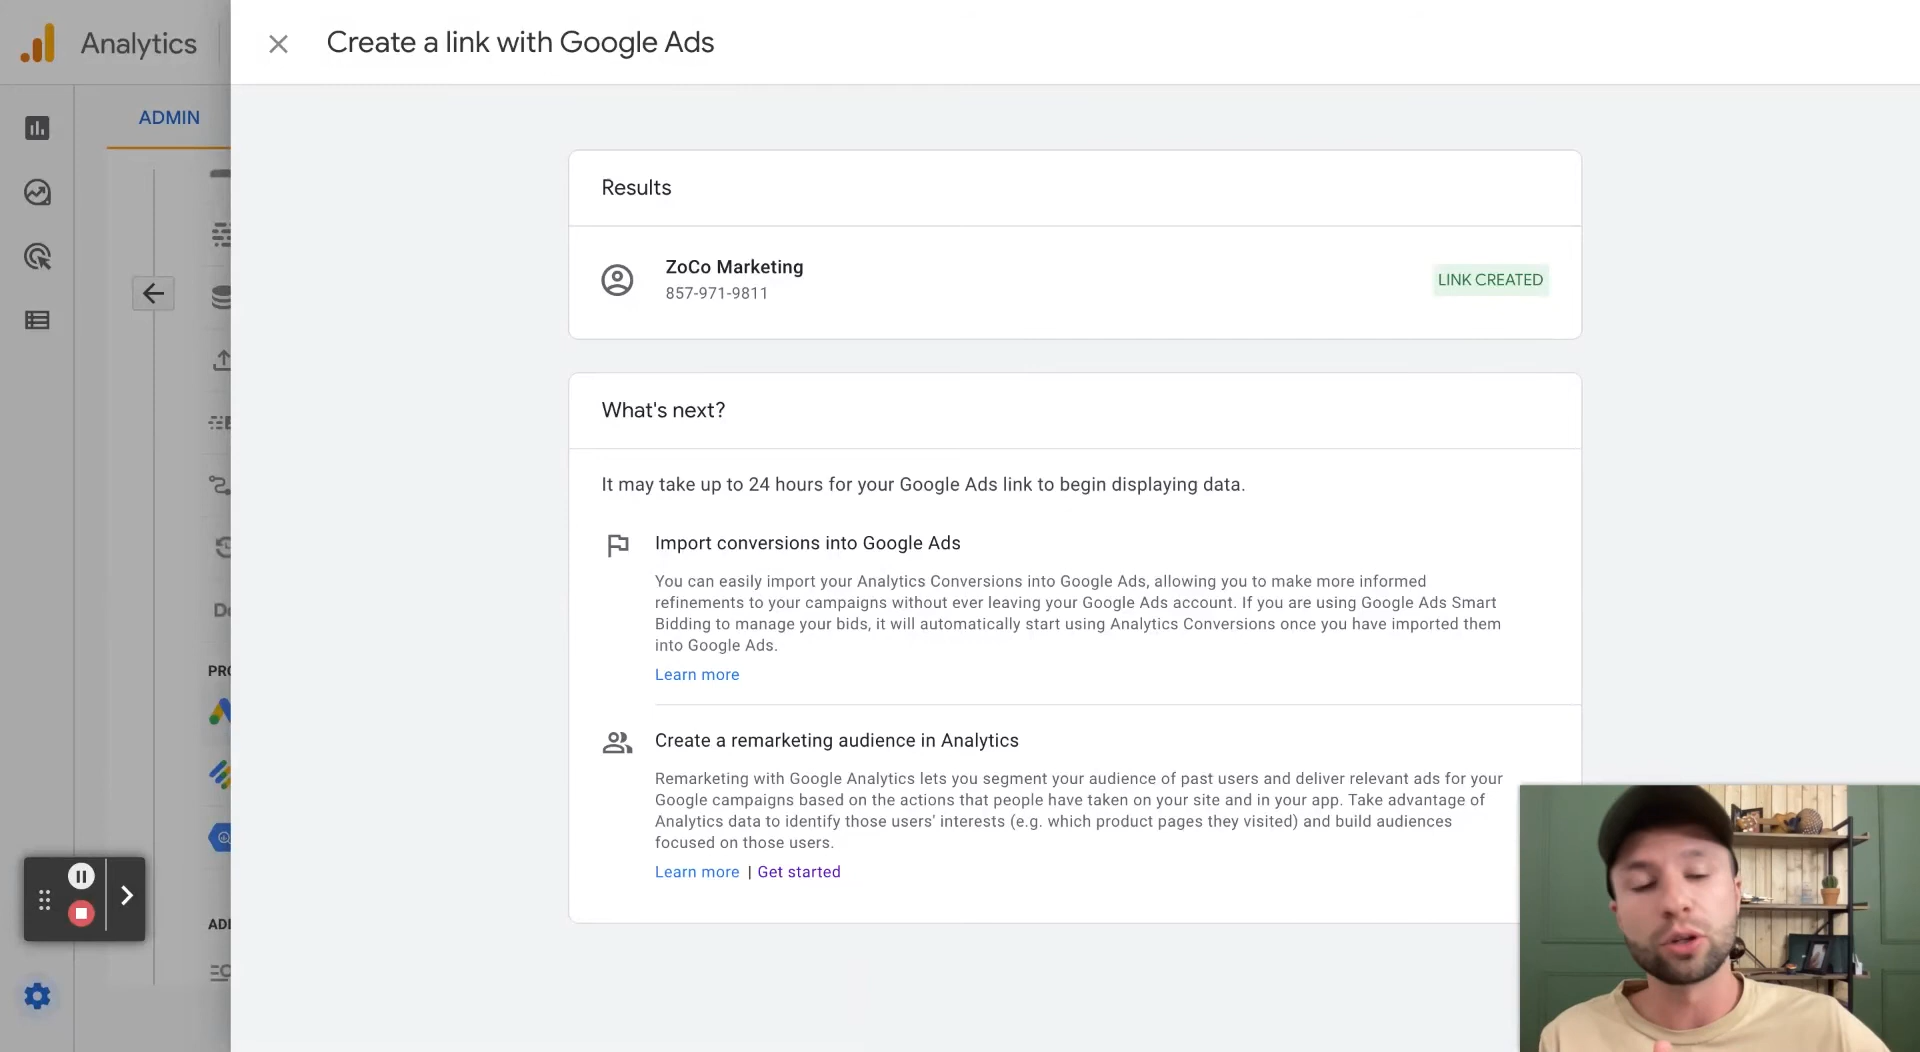 Analytics
Create a link with Google Ads
ADMIN
Results
ZoCo Marketing
857-971-9811
LINK CREATED
What's next?
It may take up to 24 hours for your Google Ads link to begin displaying data.
Import conversions into Google Ads
You can easily import your Analytics Conversions into Google Ads, allowing you to make more informed
refinements to your campaigns without ever leaving your Google Ads account. If you are using Google Ads Smart
Bidding to manage your bids, it will automatically start using Analytics Conversions once you have imported them
into Google Ads.
Learn more
Create a remarketing audience in Analytics
Remarketing with Google Analytics lets you segment your audience of past users and deliver relevant ads for your
Google campaigns based on the actions that people have taken on your site and in your app. Take advantage of
Analytics data to identify those users' interests (e.g. which product pages they visited) and build audiences
focused on those users.
Learn more | Get started